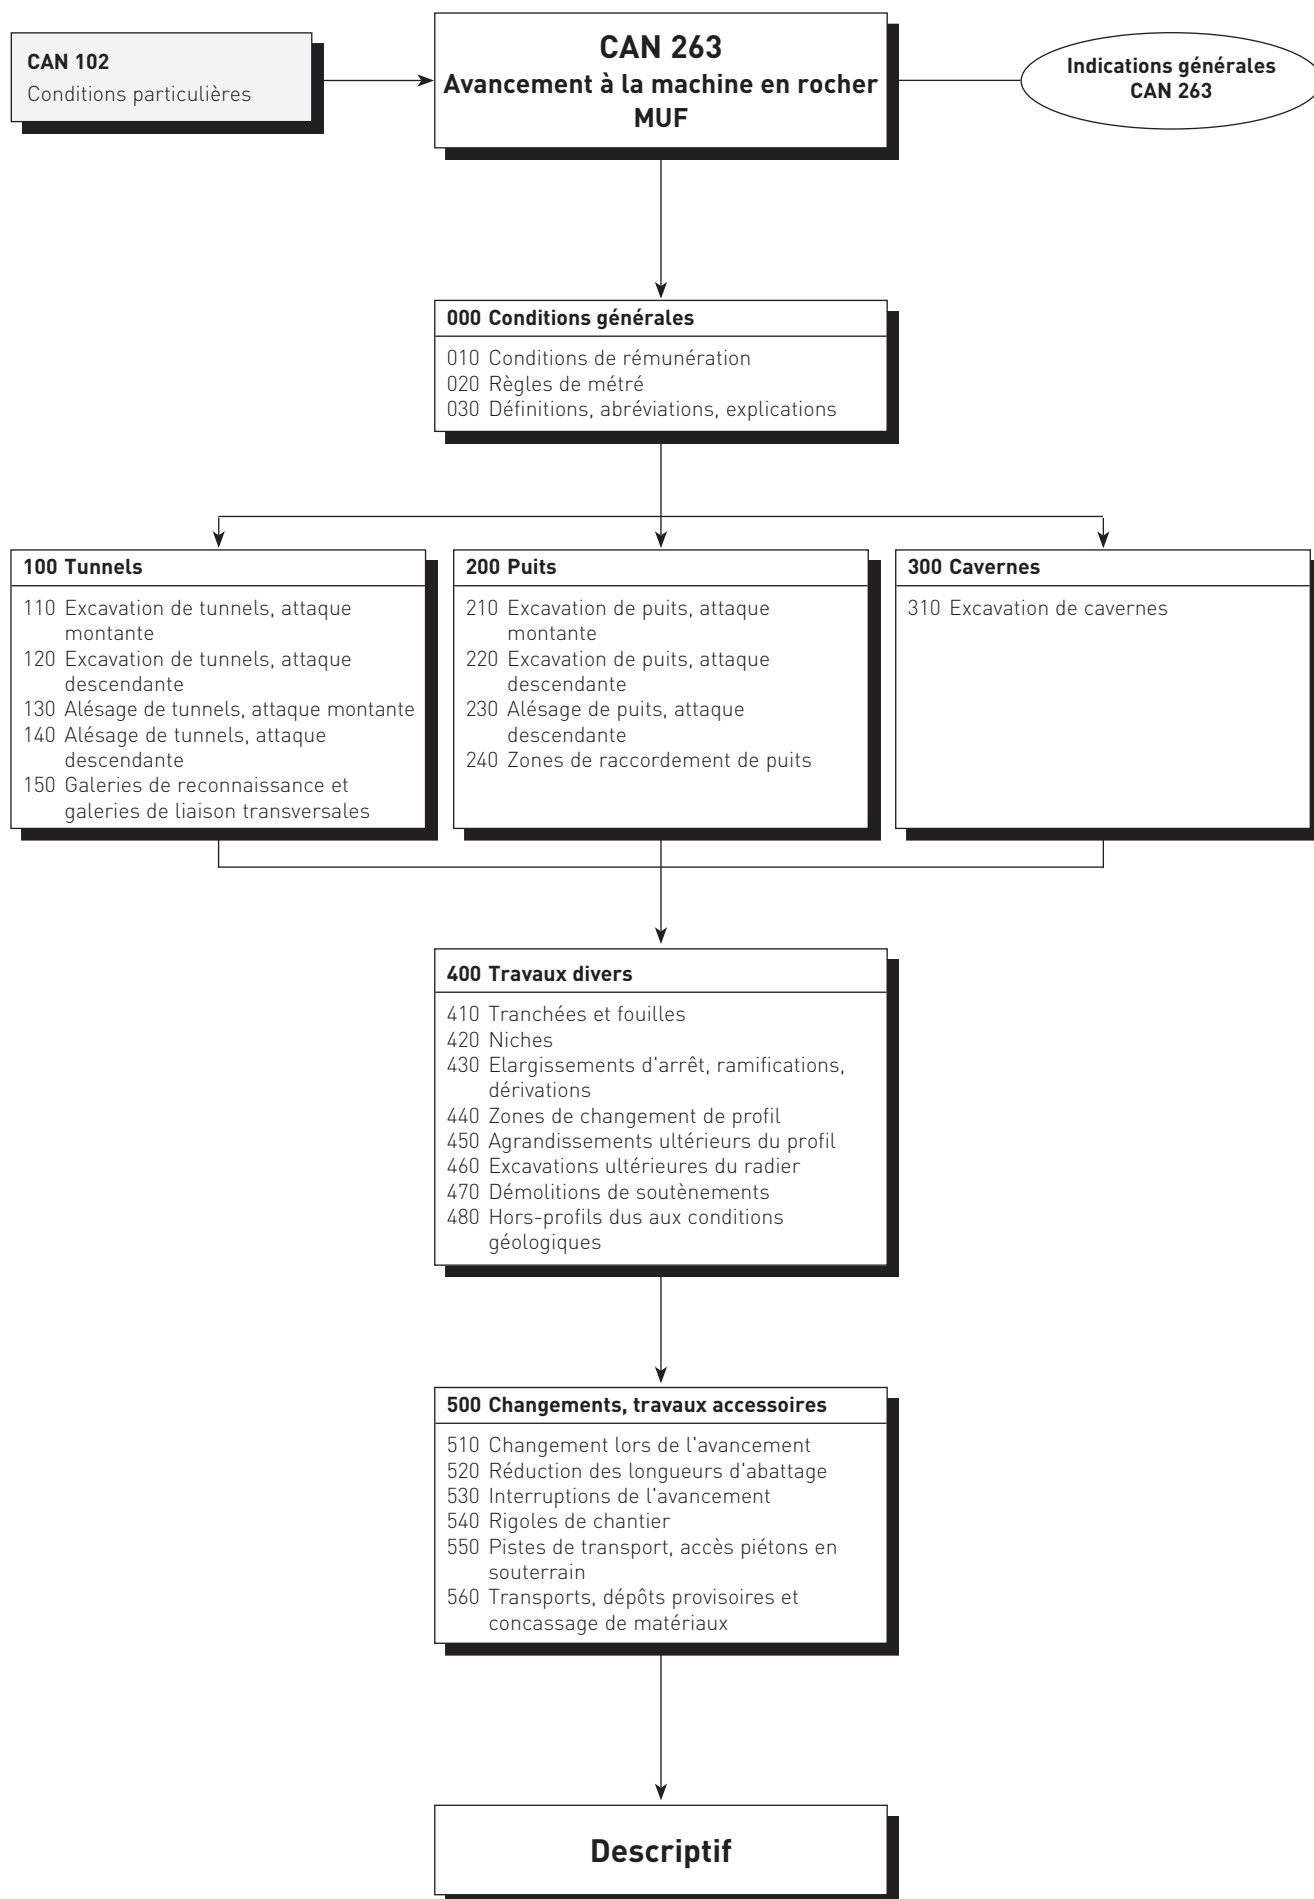 CAN 102
Conditions particulières
CAN 263
Avancement à la machine en rocher
MUF
Indications générales
CAN 263
000 Conditions générales
010 Conditions de rémunération
020 Règles de métré
030 Définitions, abréviations, explications
100 Tunnels
110 Excavation de tunnels, attaque
montante
120 Excavation de tunnels, attaque
descendante
130 Alésage de tunnels, attaque montante
140 Alésage de tunnels, attaque
descendante
150 Galeries de reconnaissance et
galeries de liaison transversales
200 Puits
210 Excavation de puits, attaque
montante
220 Excavation de puits, attaque
descendante
230 Alésage de puits, attaque
descendante
240 Zones de raccordement de puits
300 Cavernes
310 Excavation de cavernes
400 Travaux divers
410 Tranchées et fouilles
420 Niches
430 Elargissements d'arrêt, ramifications,
dérivations
440 Zones de changement de profil
450 Agrandissements ultérieurs du profil
460 Excavations ultérieures du radier
470 Démolitions de soutènements
480 Hors-profils dus aux conditions
géologiques
500 Changements, travaux accessoires
510 Changement lors de l'avancement
520 Réduction des longueurs d'abattage
530 Interruptions de l'avancement
540 Rigoles de chantier
550 Pistes de transport, accès piétons en
souterrain
560 Transports, dépôts provisoires et
concassage de matériaux
Descriptif